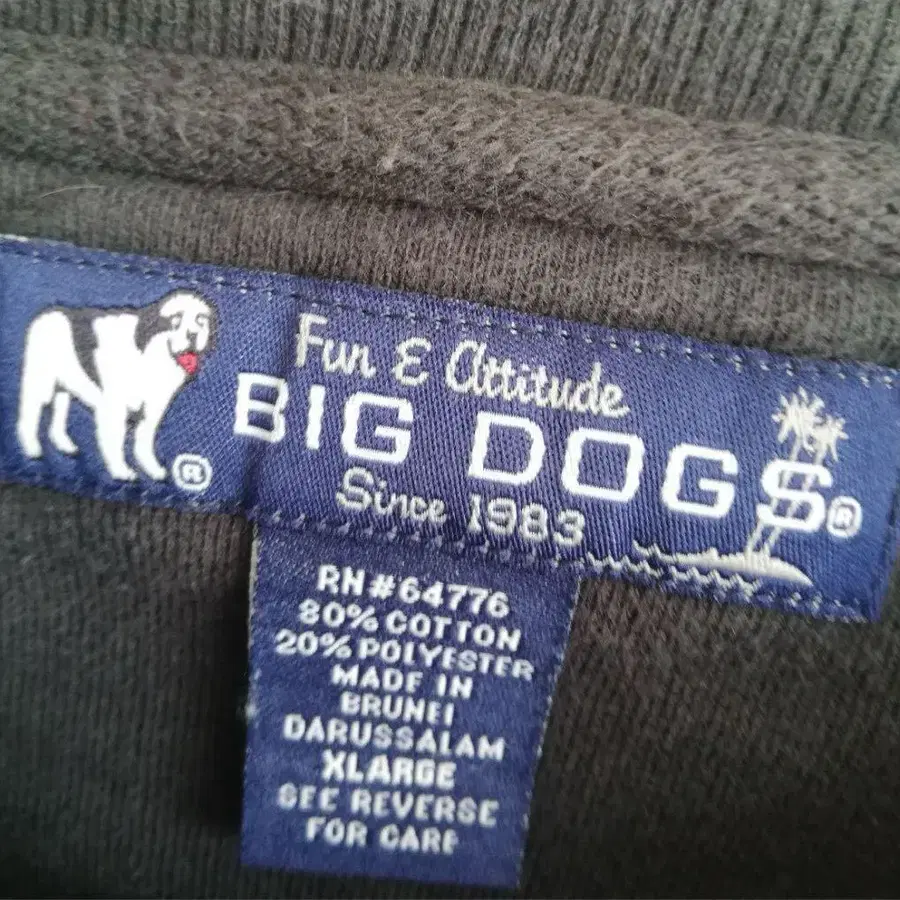 Fun & Attitude
BIG DOGS®
Since 1983
®
RN#64776
80% COTTON
20% POLYESTER
MADE IN
BRUNEI
DARUSSALAM
XLARGE
SEE REVERSE
FOR CARE